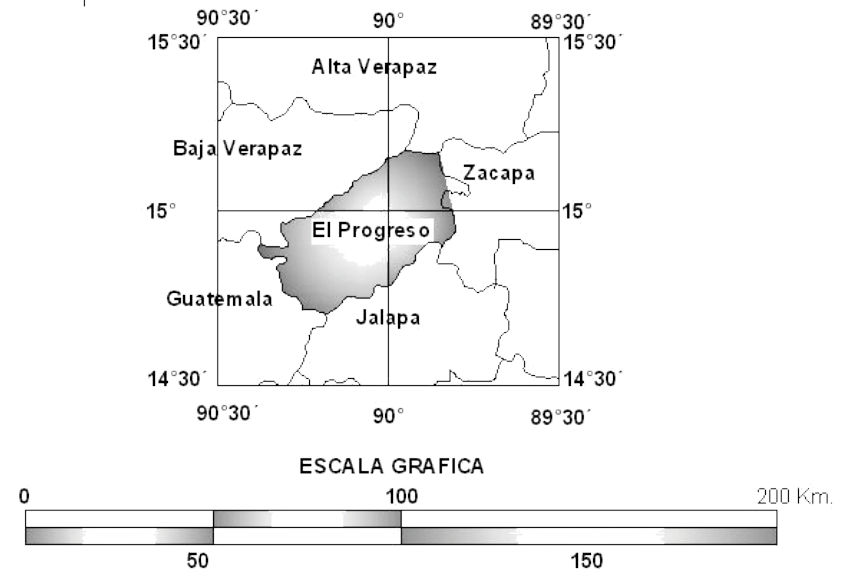 90°30´ 90° 89°30´
15°30´ 15°30´
Alta Verapaz
Baja Verapaz
Zacapa
15° 15°
El Progreso
Guatemala
Jalapa
14°30´ 14°30´
90°30´ 90° 89°30´
ESCALA GRAFICA
0 100 200 Km.
50 150